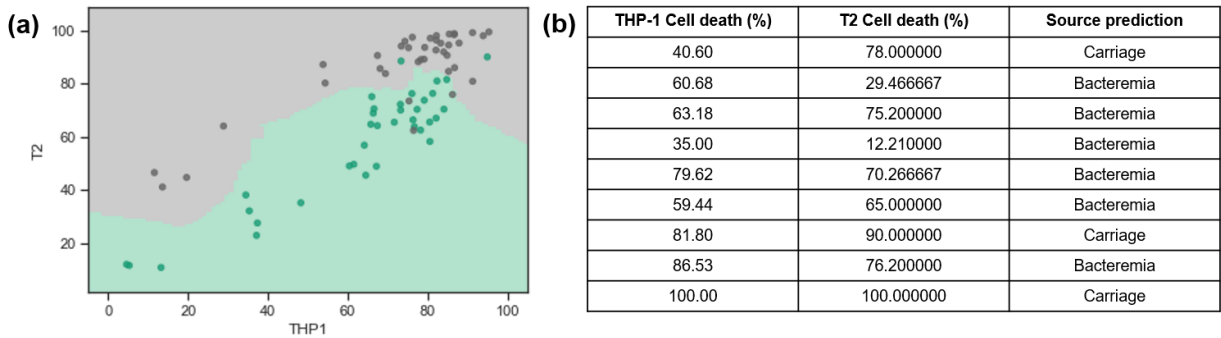 (a)
100
80
60
40
20
T2
0 20 40 60 80 100
THP1
(b)
THP-1 Cell death (%) T2 Cell death (%) Source prediction
40.60 78.000000 Carriage
60.68 29.466667 Bacteremia
63.18 75.200000 Bacteremia
35.00 12.210000 Bacteremia
79.62 70.266667 Bacteremia
59.44 65.000000 Bacteremia
81.80 90.000000 Carriage
86.53 76.200000 Bacteremia
100.00 100.000000 Carriage